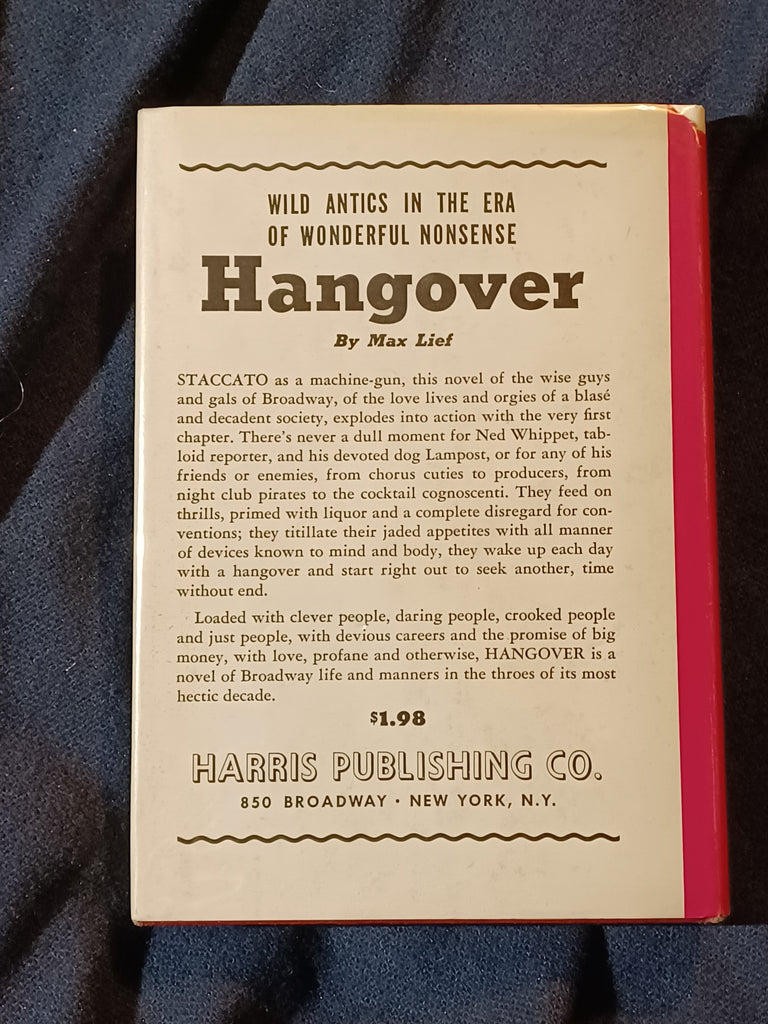 WILD ANTICS IN THE ERA
OF WONDERFUL NONSENSE
Hangover
By Max Lief
STACCATO as a machine-gun, this novel of the wise guys
and gals of Broadway, of the love lives and orgies of a blasé
and decadent society, explodes into action with the very first
chapter. There's never a dull moment for Ned Whippet, tab-
loid reporter, and his devoted dog Lampost, or for any of his
friends or enemies, from chorus cuties to producers, from
night club pirates to the cocktail cognoscenti. They feed on
thrills, primed with liquor and a complete disregard for con-
ventions; they titillate their jaded appetites with all manner
of devices known to mind and body, they wake up each day
with a hangover and start right out to seek another, time
without end.
Loaded with clever people, daring people, crooked people
and just people, with devious careers and the promise of big
money, with love, profane and otherwise, HANGOVER is a
novel of Broadway life and manners in the throes of its most
hectic decade.
$1.98
HARRIS PUBLISHING CO.
850 BROADWAY • NEW YORK, N.Y.